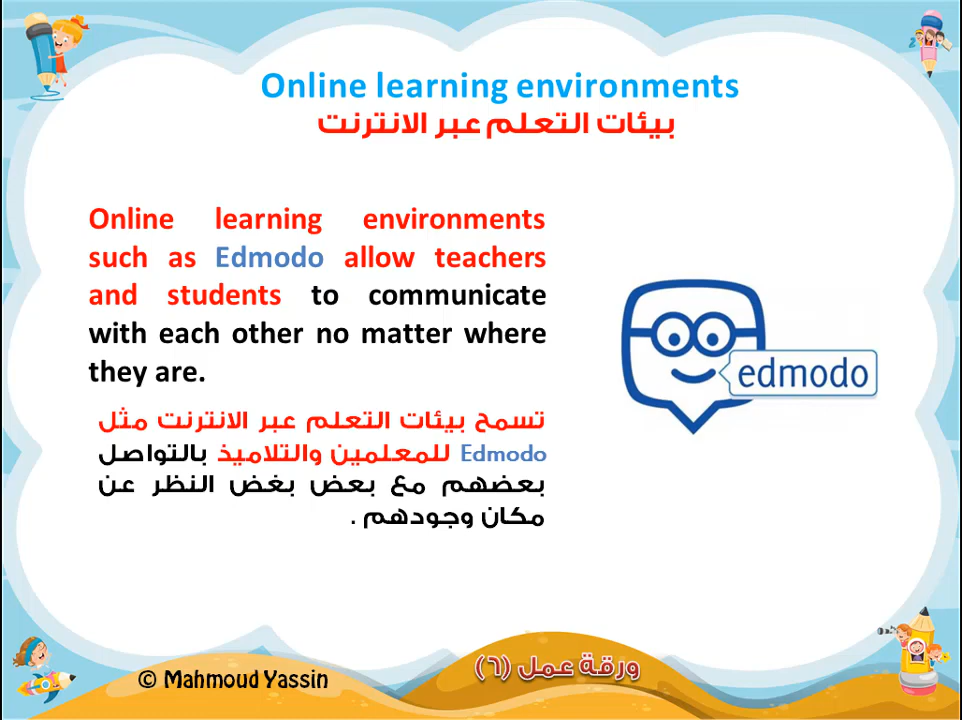 Online learning environments
بيئات التعلم عبر الانترنت
Online learning environments
such as Edmodo allow teachers
and students to communicate
with each other no matter where
they are.
edmodo
تسمح بيئات التعلم عبر الانترنت مثل
Edmodo للمعلمين والتلاميذ بالتواصل
بعضهم مع بعض بغض النظر عن
مكان وجودهم .
ورقة عمل (٦)
© Mahmoud Yassin